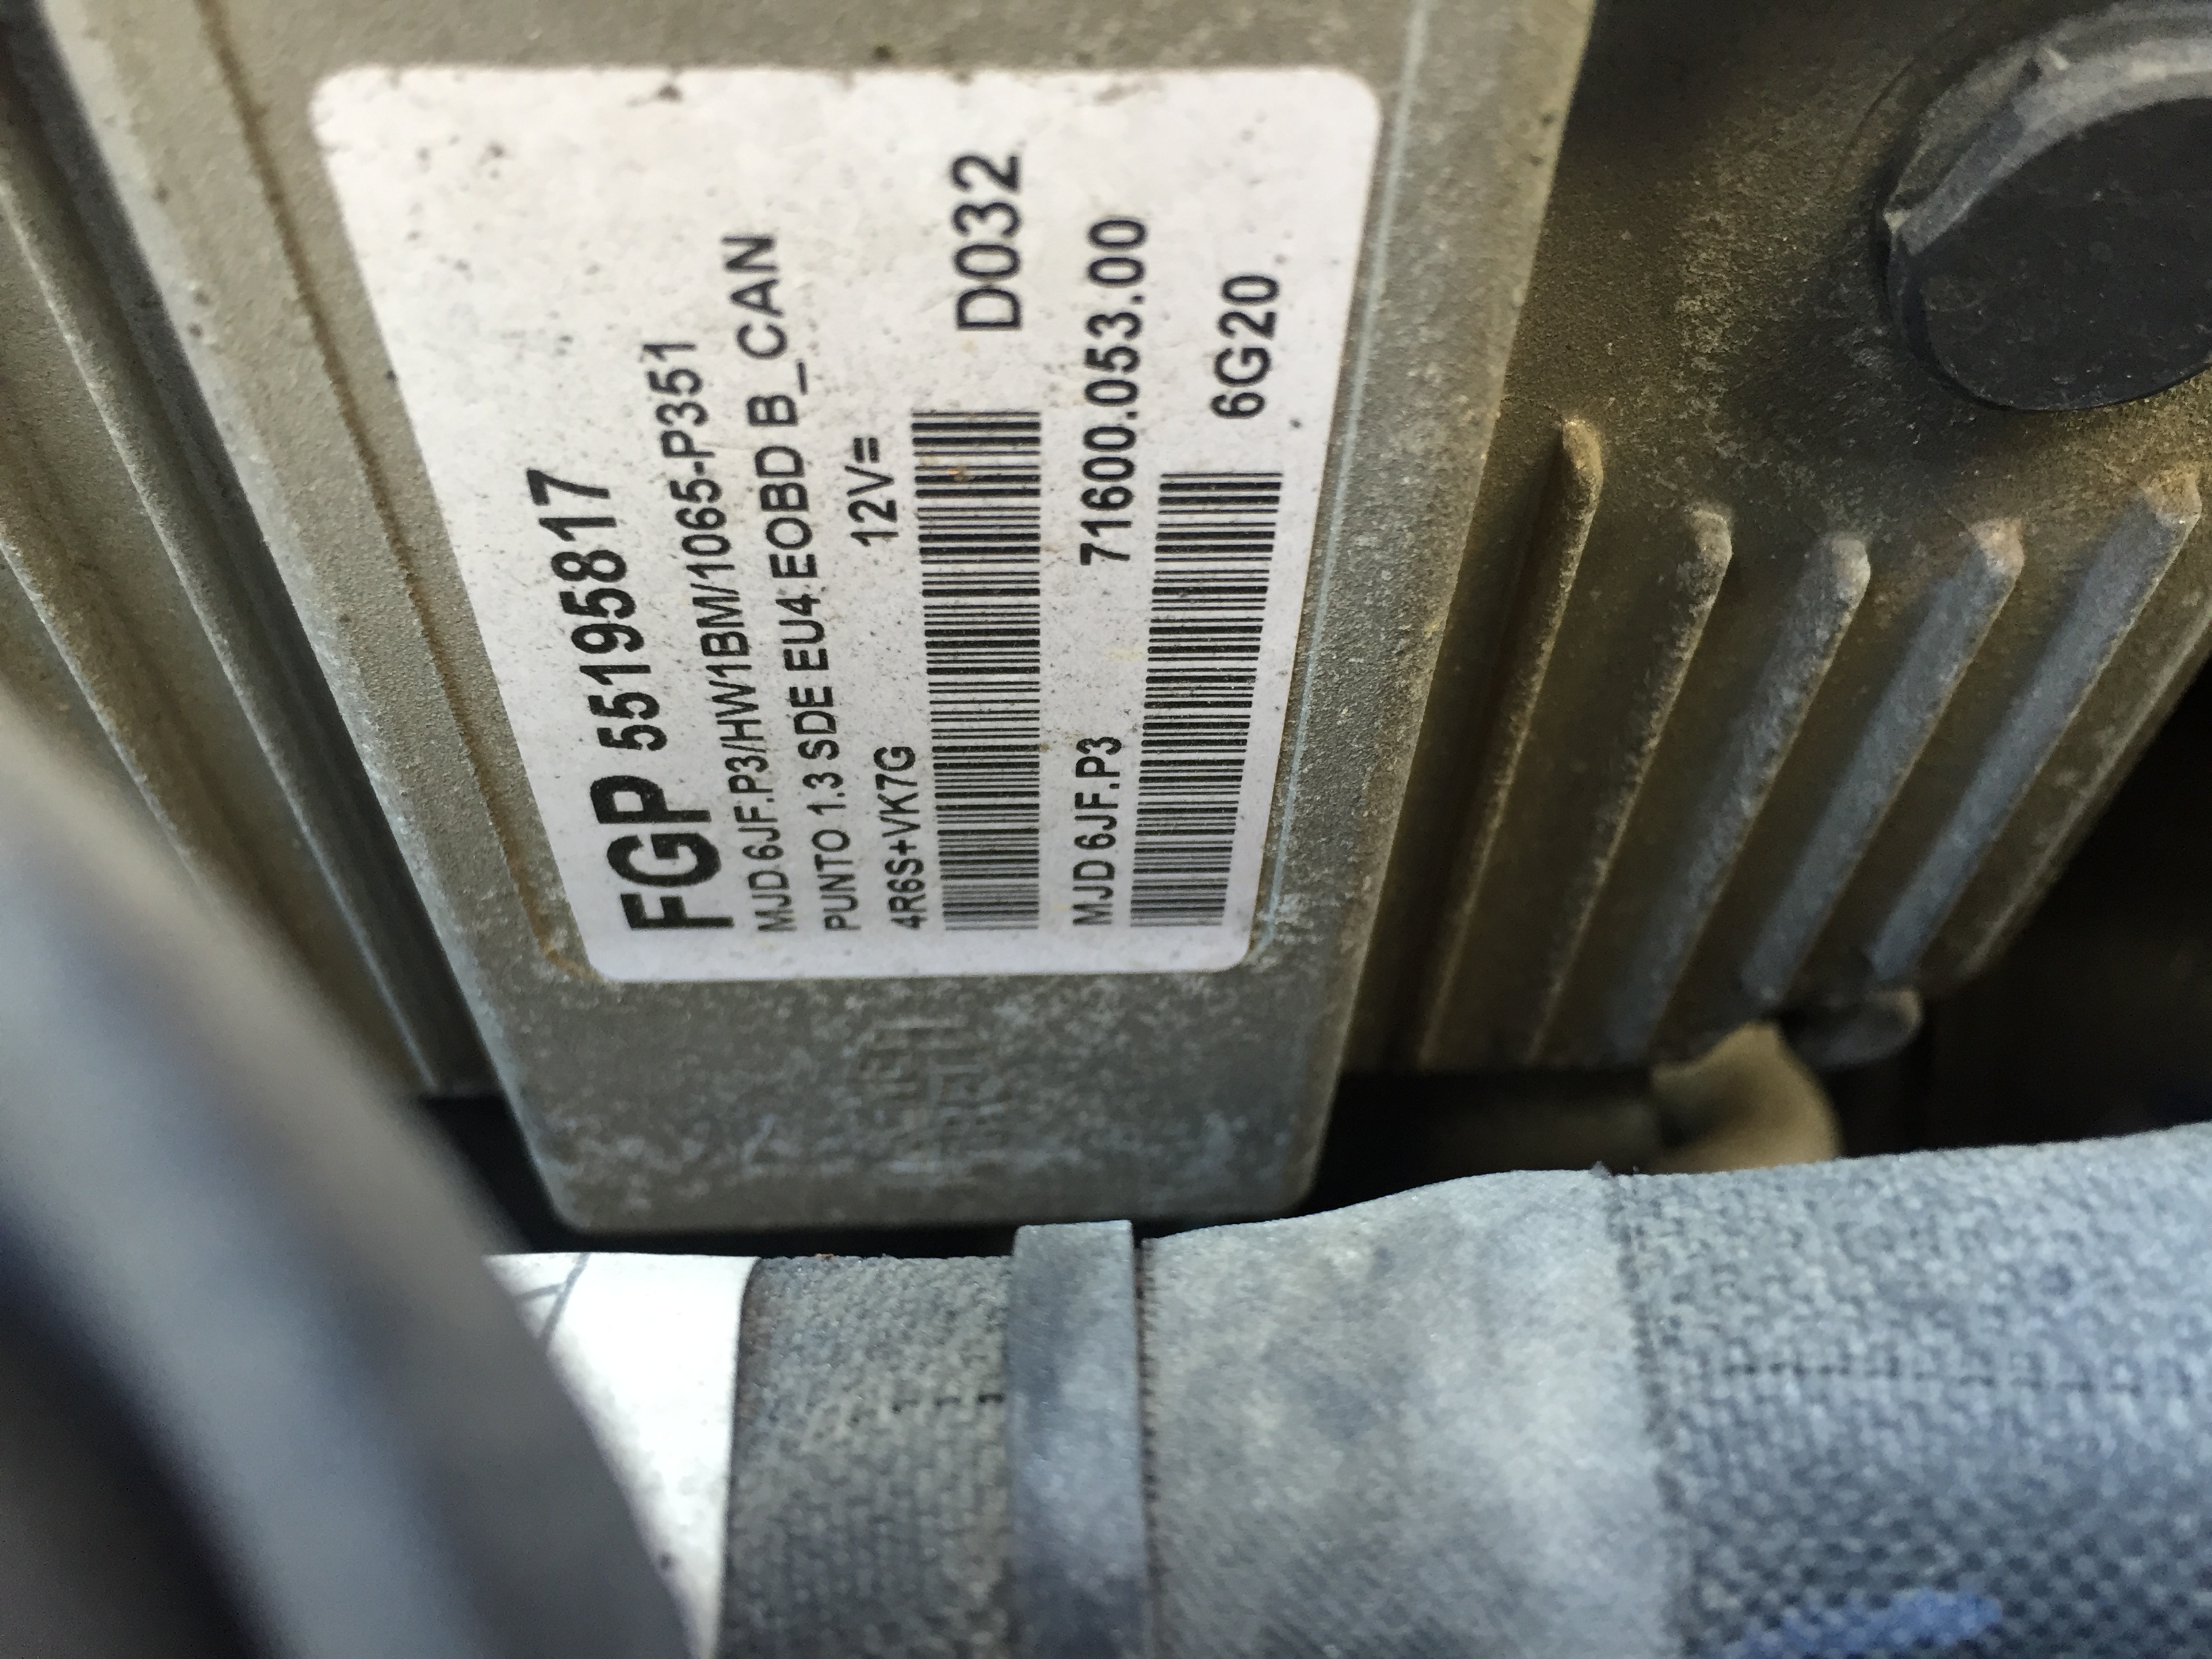 FGP 55195817
MJD 6JF.P3/HW1BM/1065-P351
PUNTO 1.3 SDE EU4 EOBD B_CAN
4R6S+VK7G 12V=
D032
MJD 6JF.P3 71600.053.00
6G20